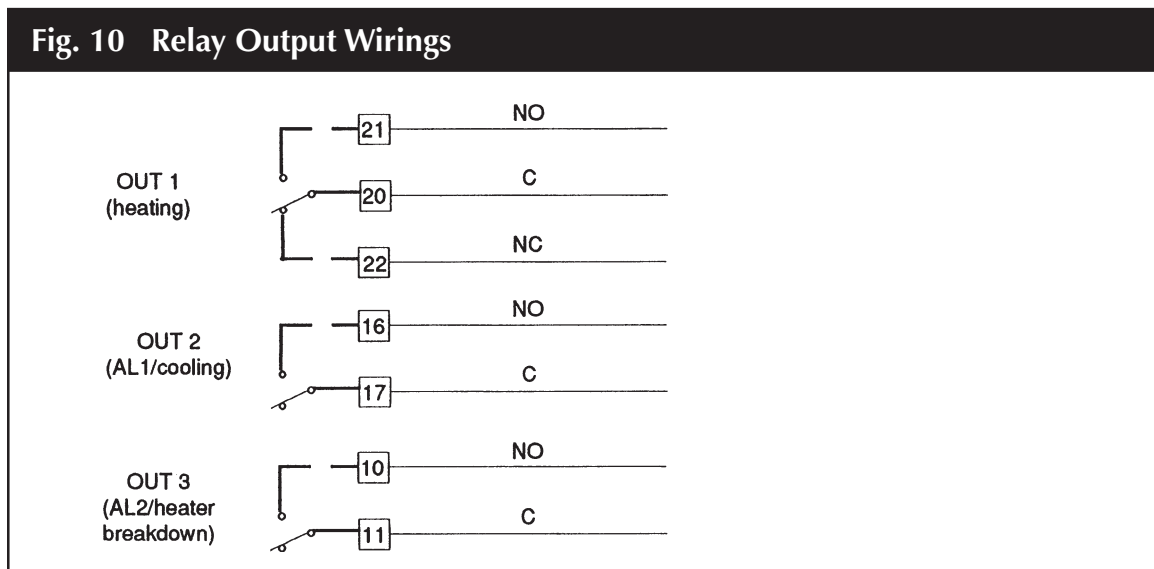 Fig. 10 Relay Output Wirings
OUT 1
(heating)
21 NO
20 C
22 NC
OUT 2
(AL1/cooling)
16 NO
17 C
OUT 3
(AL2/heater
breakdown)
10 NO
11 C